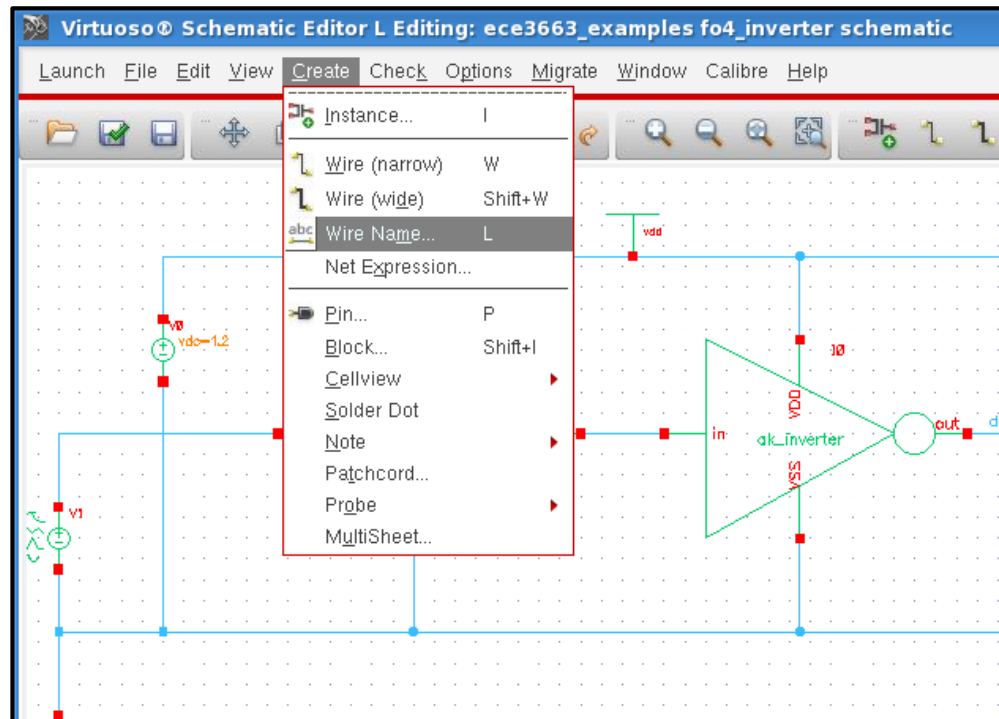 Virtuoso® Schematic Editor L Editing: ece3663_examples fo4_inverter schematic
Launch File Edit View Create Check Options Migrate Window Calibre Help
Instance... I
Wire (narrow) W
Wire (wide) Shift+W
abc Wire Name... L
Net Expression...
Pin... P
Block... Shift+I
Cellview
Solder Dot
Note
Patchcord...
Probe
MultiSheet...
vdd
V0
vdc=1.2
I0
VDD
in
ak_inverter
out
VSS
V1